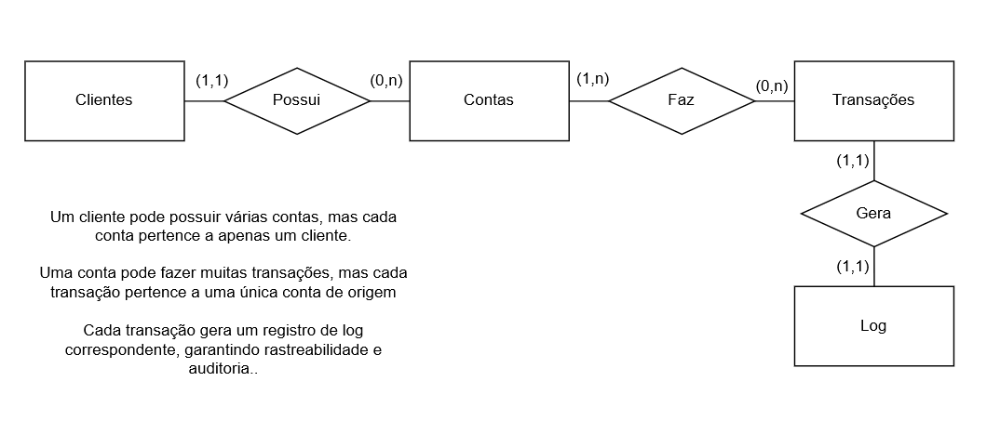 (1,1)
(0,n)
(1,n)
(0,n)
Clientes
Possui
Contas
Faz
Transações
(1,1)
Gera
(1,1)
Log
Um cliente pode possuir várias contas, mas cada
conta pertence a apenas um cliente.
Uma conta pode fazer muitas transações, mas cada
transação pertence a uma única conta de origem
Cada transação gera um registro de log
correspondente, garantindo rastreabilidade e
auditoria..